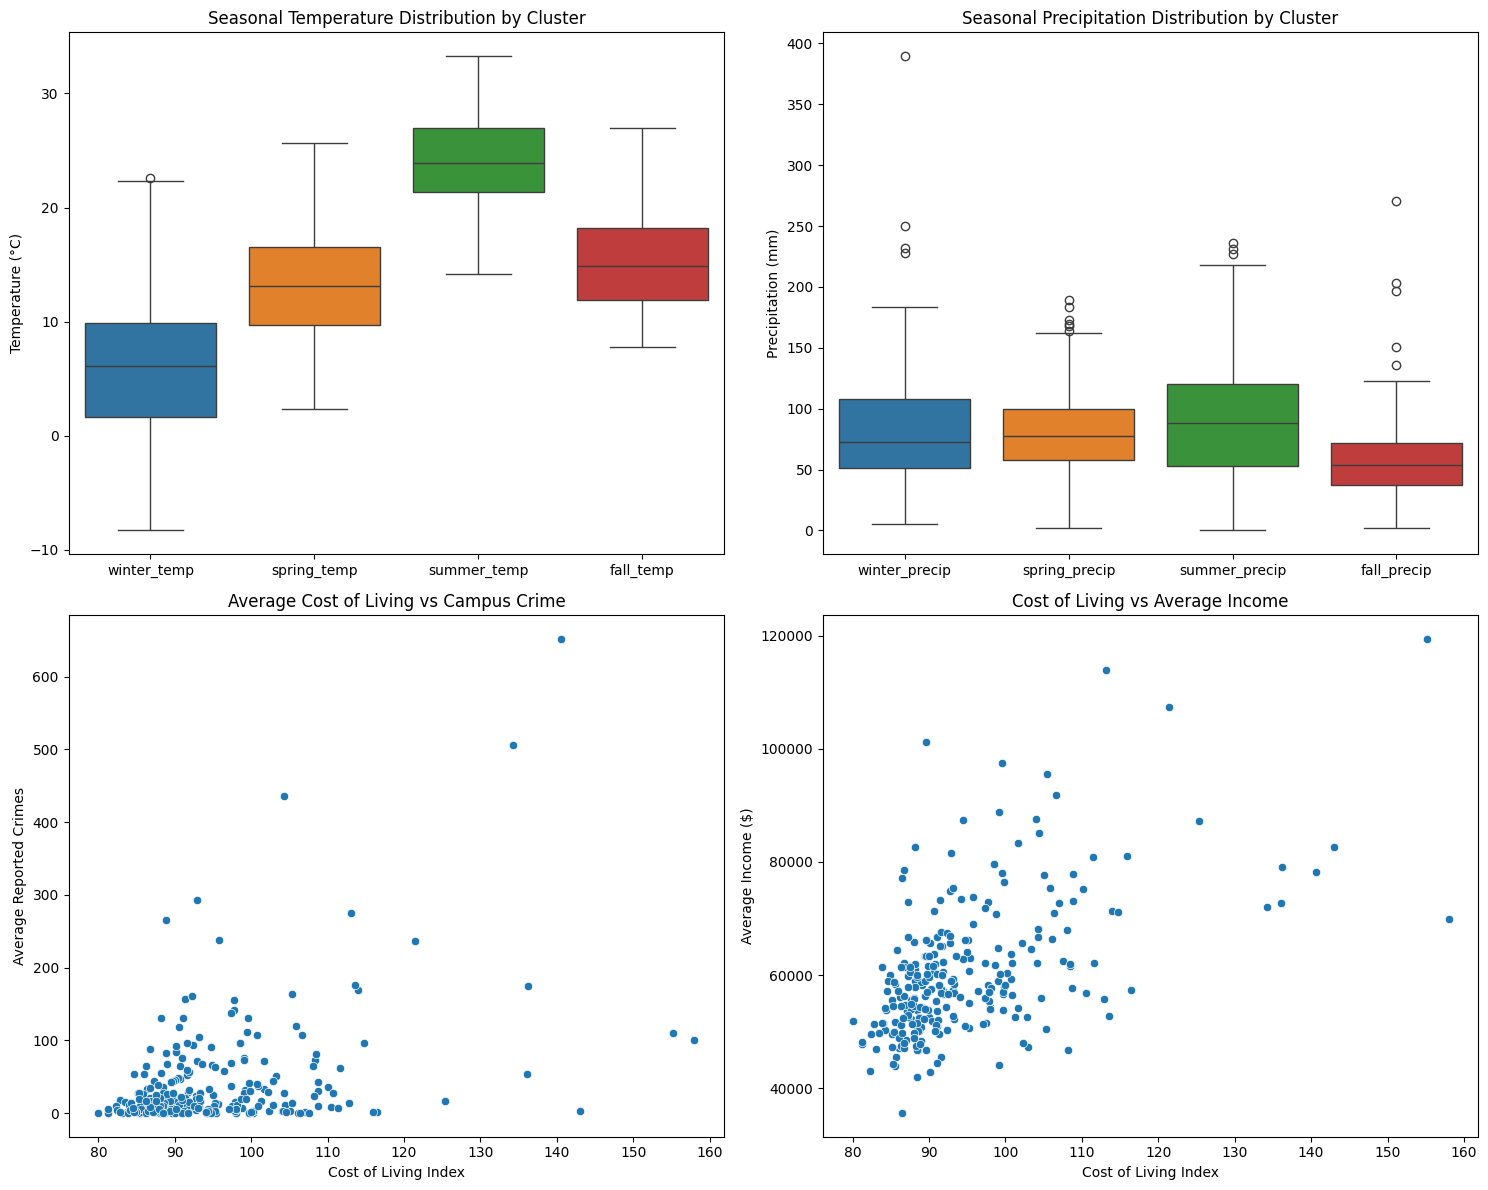 Seasonal Temperature Distribution by Cluster
Temperature (°C)
30
20
10
0
−10
winter_temp
spring_temp
summer_temp
fall_temp
Seasonal Precipitation Distribution by Cluster
Precipitation (mm)
400
350
300
250
200
150
100
50
0
winter_precip
spring_precip
summer_precip
fall_precip
Average Cost of Living vs Campus Crime
Average Reported Crimes
600
500
400
300
200
100
0
80
90
100
110
120
130
140
150
160
Cost of Living Index
Cost of Living vs Average Income
Average Income ($)
120000
100000
80000
60000
40000
80
90
100
110
120
130
140
150
160
Cost of Living Index